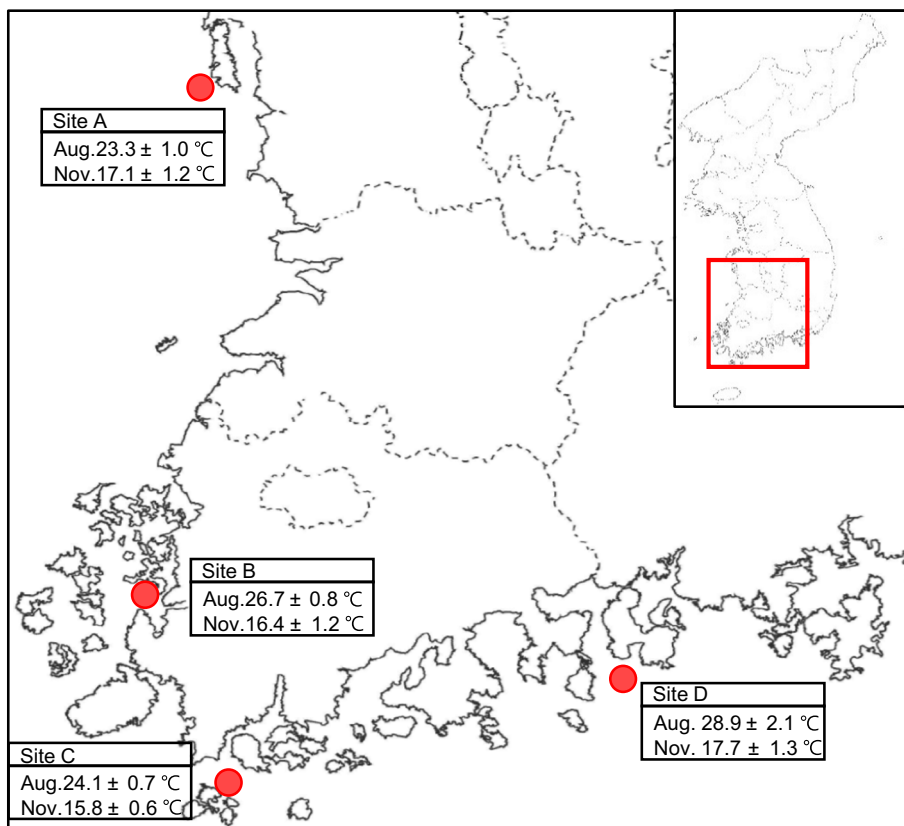 Site A
Aug.23.3 ± 1.0 ℃
Nov.17.1 ± 1.2 ℃
Site B
Aug.26.7 ± 0.8 ℃
Nov.16.4 ± 1.2 ℃
Site D
Aug. 28.9 ± 2.1 ℃
Nov. 17.7 ± 1.3 ℃
Site C
Aug.24.1 ± 0.7 ℃
Nov.15.8 ± 0.6 ℃